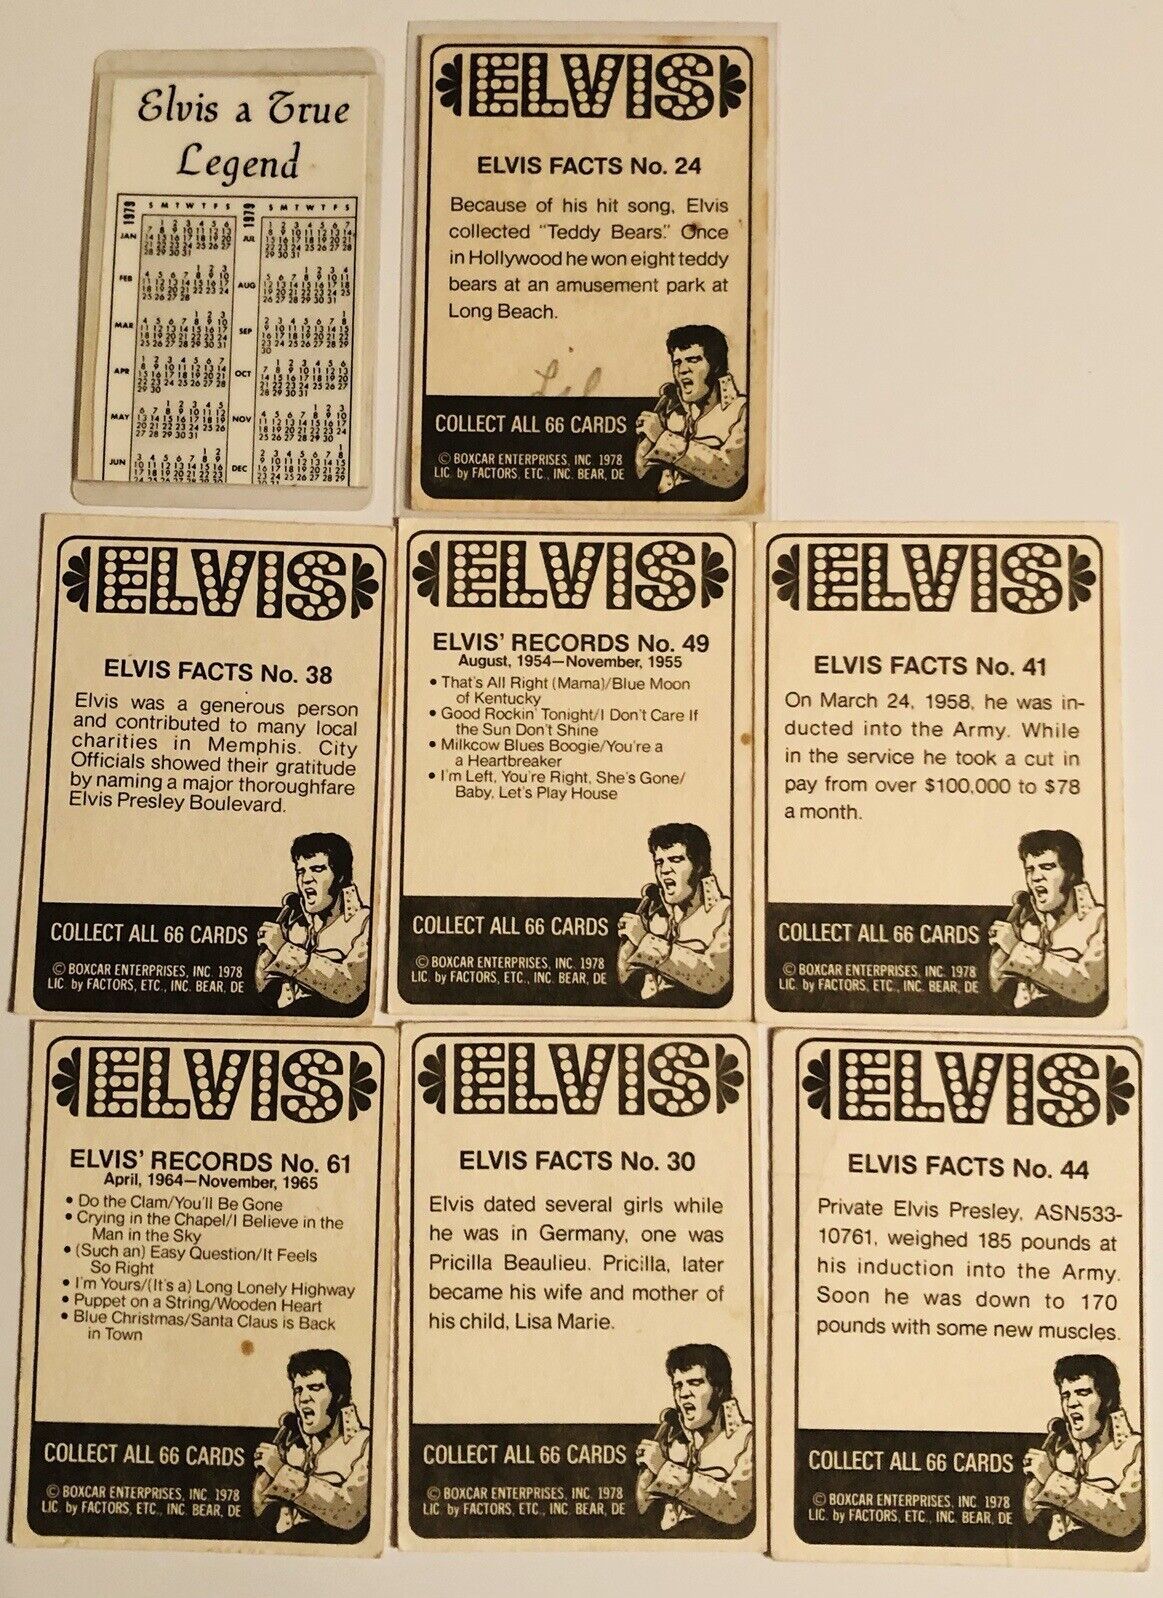 Elvis a True
Legend
1979 S M T W T F S 1979 S M T W T F S
JAN JUL
FEB AUG
MAR SEP
APR OCT
MAY NOV
JUN DEC
ELVIS
ELVIS FACTS No. 24
Because of his hit song, Elvis
collected "Teddy Bears." Once
in Hollywood he won eight teddy
bears at an amusement park at
Long Beach.
COLLECT ALL 66 CARDS
© BOXCAR ENTERPRISES, INC. 1978
LIC. by FACTORS, ETC., INC. BEAR, DE
ELVIS
ELVIS FACTS No. 38
Elvis was a generous person
and contributed to many local
charities in Memphis. City
Officials showed their gratitude
by naming a major thoroughfare
Elvis Presley Boulevard.
COLLECT ALL 66 CARDS
© BOXCAR ENTERPRISES, INC. 1978
LIC. by FACTORS, ETC., INC. BEAR, DE
ELVIS
ELVIS' RECORDS No. 49
August, 1954—November, 1955
• That's All Right (Mama)/Blue Moon
of Kentucky
• Good Rockin' Tonight/I Don't Care If
the Sun Don't Shine
• Milkcow Blues Boogie/You're a
a Heartbreaker
• I'm Left, You're Right, She's Gone/
Baby, Let's Play House
COLLECT ALL 66 CARDS
© BOXCAR ENTERPRISES, INC. 1978
LIC. by FACTORS, ETC., INC. BEAR, DE
ELVIS
ELVIS FACTS No. 41
On March 24, 1958, he was in-
ducted into the Army. While
in the service he took a cut in
pay from over $100,000 to $78
a month.
COLLECT ALL 66 CARDS
© BOXCAR ENTERPRISES, INC. 1978
LIC. by FACTORS, ETC., INC. BEAR, DE
ELVIS
ELVIS' RECORDS No. 61
April, 1964—November, 1965
• Do the Clam/You'll Be Gone
• Crying in the Chapel/I Believe in the
Man in the Sky
• (Such an) Easy Question/It Feels
So Right
• I'm Yours/(It's a) Long Lonely Highway
• Puppet on a String/Wooden Heart
• Blue Christmas/Santa Claus is Back
in Town
COLLECT ALL 66 CARDS
© BOXCAR ENTERPRISES, INC. 1978
LIC. by FACTORS, ETC., INC. BEAR, DE
ELVIS
ELVIS FACTS No. 30
Elvis dated several girls while
he was in Germany, one was
Pricilla Beaulieu. Pricilla, later
became his wife and mother of
his child, Lisa Marie.
COLLECT ALL 66 CARDS
© BOXCAR ENTERPRISES, INC. 1978
LIC. by FACTORS, ETC., INC. BEAR, DE
ELVIS
ELVIS FACTS No. 44
Private Elvis Presley, ASN533-
10761, weighed 185 pounds at
his induction into the Army.
Soon he was down to 170
pounds with some new muscles.
COLLECT ALL 66 CARDS
© BOXCAR ENTERPRISES, INC. 1978
LIC. by FACTORS, ETC., INC. BEAR, DE